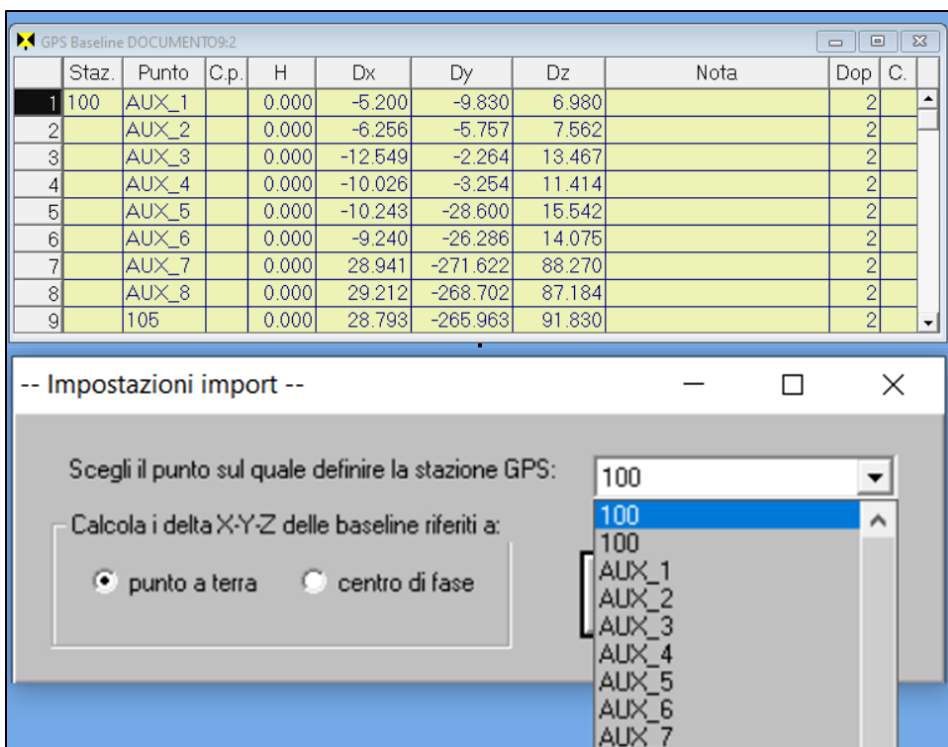 GPS Baseline DOCUMENTO9:2
Staz. Punto C.p. H Dx Dy Dz Nota Dop C.
1 100 AUX_1 0.000 -5.200 -9.830 6.980 2
2 AUX_2 0.000 -6.256 -5.757 7.562 2
3 AUX_3 0.000 -12.549 -2.264 13.467 2
4 AUX_4 0.000 -10.026 -3.254 11.414 2
5 AUX_5 0.000 -10.243 -28.600 15.542 2
6 AUX_6 0.000 -9.240 -26.286 14.075 2
7 AUX_7 0.000 28.941 -271.622 88.270 2
8 AUX_8 0.000 29.212 -268.702 87.184 2
9 105 0.000 28.793 -265.963 91.830 2
-- Impostazioni import --
Scegli il punto sul quale definire la stazione GPS: 100
Calcola i delta X-Y-Z delle baseline riferiti a:
punto a terra centro di fase
100
100
AUX_1
AUX_2
AUX_3
AUX_4
AUX_5
AUX_6
AUX_7